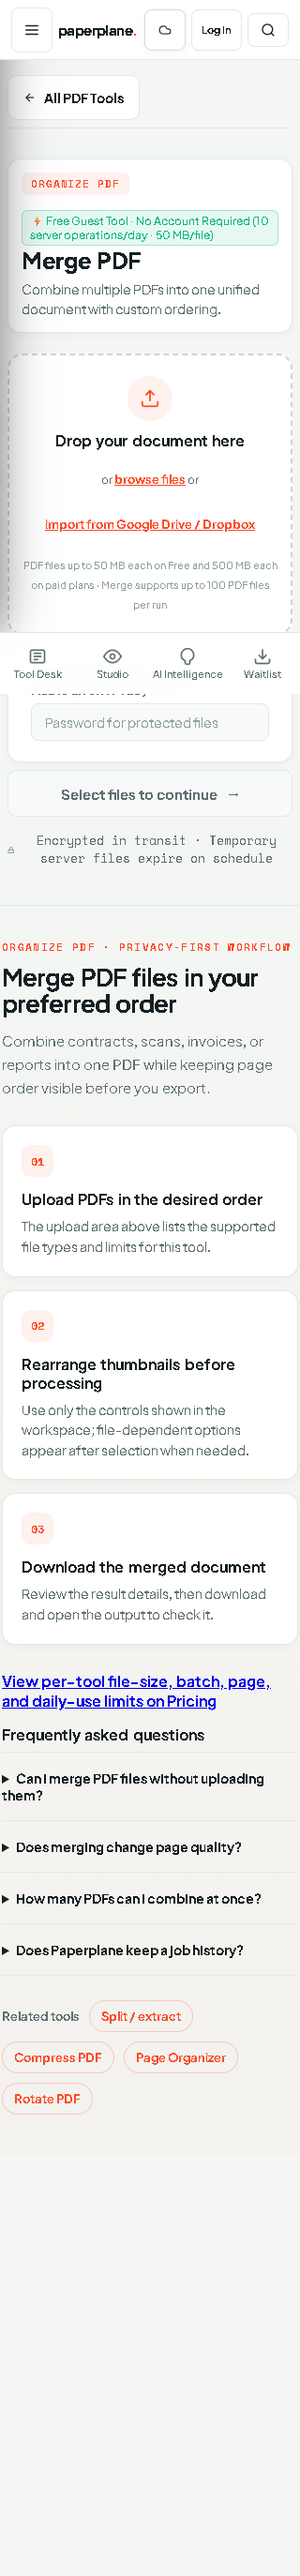 paperplane.
Log in
← All PDF Tools
ORGANIZE PDF
Free Guest Tool · No Account Required (10
server operations/day · 50 MB/file)
Merge PDF
Combine multiple PDFs into one unified
document with custom ordering.
Drop your document here
or browse files or
import from Google Drive / Dropbox
PDF files up to 50 MB each on Free and 500 MB each
on paid plans · Merge supports up to 100 PDF files
per run
Tool Desk
Studio
AI Intelligence
Waitlist
Password for protected files
Select files to continue →
Encrypted in transit · Temporary
server files expire on schedule
ORGANIZE PDF · PRIVACY-FIRST WORKFLOW
Merge PDF files in your
preferred order
Combine contracts, scans, invoices, or
reports into one PDF while keeping page
order visible before you export.
01
Upload PDFs in the desired order
The upload area above lists the supported
file types and limits for this tool.
02
Rearrange thumbnails before
processing
Use only the controls shown in the
workspace; file-dependent options
appear after selection when needed.
03
Download the merged document
Review the result details, then download
and open the output to check it.
View per-tool file-size, batch, page,
and daily-use limits on Pricing
Frequently asked questions
Can I merge PDF files without uploading
them?
Does merging change page quality?
How many PDFs can I combine at once?
Does Paperplane keep a job history?
Related tools
Split / extract
Compress PDF
Page Organizer
Rotate PDF